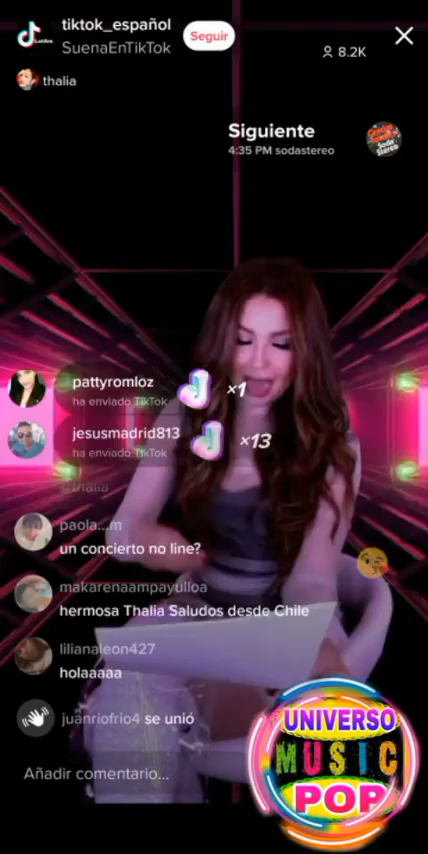 tiktok_español
SuenaEnTikTok
Seguir
8.2K
thalia
Siguiente
4:35 PM sodastereo
pattyromloz
ha enviado TikTok
×1
jesusmadrid813
ha enviado TikTok
×13
@thalia
paola...m
un concierto no line?
makarenaampayulloa
hermosa Thalia Saludos desde Chile
lilianaleon427
holaaaaa
juanriofrio4 se unió
Añadir comentario...
UNIVERSO
MUSIC
POP